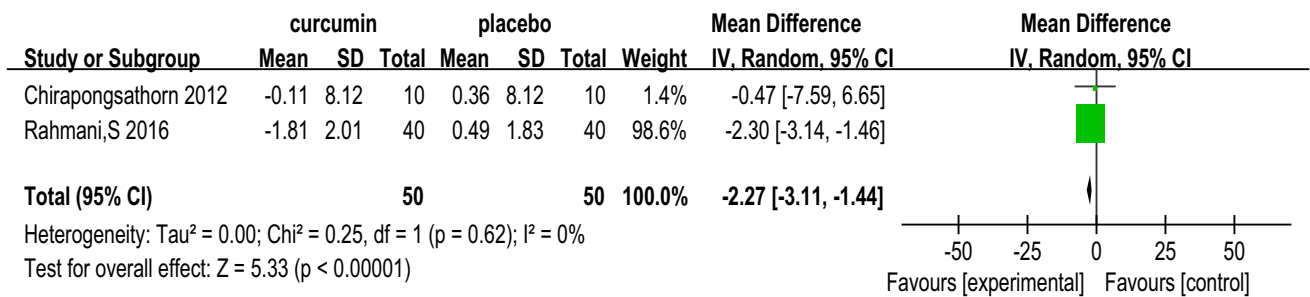 curcumin placebo Mean Difference Mean Difference
Study or Subgroup Mean SD Total Mean SD Total Weight IV, Random, 95% CI IV, Random, 95% CI
Chirapongsathorn 2012 -0.11 8.12 10 0.36 8.12 10 1.4% -0.47 [-7.59, 6.65]
Rahmani,S 2016 -1.81 2.01 40 0.49 1.83 40 98.6% -2.30 [-3.14, -1.46]
Total (95% CI) 50 50 100.0% -2.27 [-3.11, -1.44]
Heterogeneity: Tau² = 0.00; Chi² = 0.25, df = 1 (p = 0.62); I² = 0%
Test for overall effect: Z = 5.33 (p < 0.00001)
-50 -25 0 25 50
Favours [experimental] Favours [control]